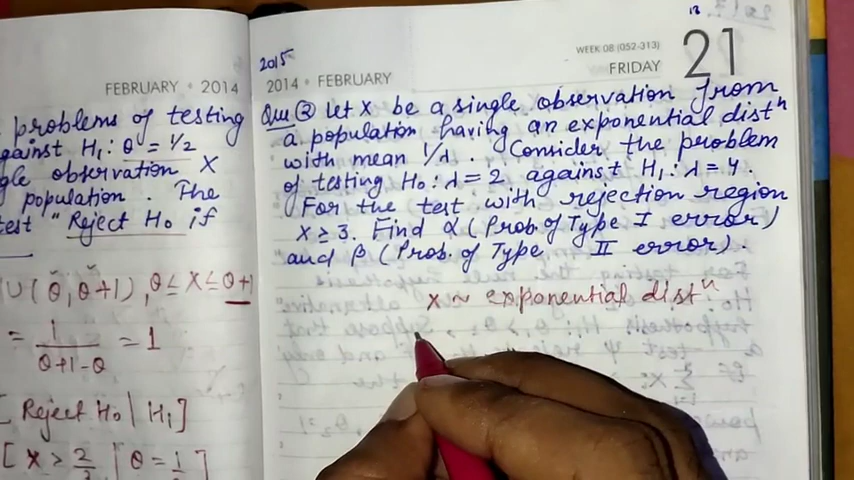 FEBRUARY • 2014
problems of testing
gainst H₁: θ = 1/2
gle observation X
population. The
test "Reject H₀ if
U(θ, θ+1), θ ≤ X ≤ θ+1
= 1/(θ+1-θ) = 1
[Reject H₀ | H₁]
[X > 2/3 | θ = 1/2]
2015
2014 • FEBRUARY
WEEK 08 (052-313)
FRIDAY
21
Que ② Let X be a single observation from
a population having an exponential distⁿ
with mean 1/λ. Consider the problem
of testing H₀: λ = 2 against H₁: λ = 4.
For the test with rejection region
X ≥ 3. Find α (Prob. of Type I error)
and β (Prob. of Type II error).
X ~ exponential distⁿ